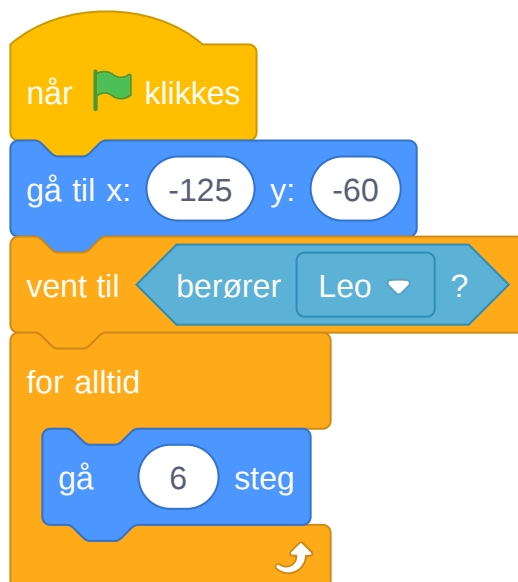 når klikkes
gå til x: -125 y: -60
vent til berører Leo ?
for alltid
gå 6 steg